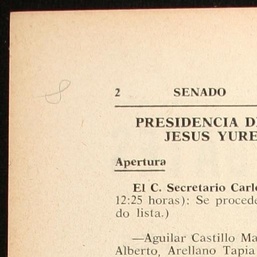 2 SENADO
PRESIDENCIA D
JESUS YURE
Apertura
El C. Secretario Carl
12:25 horas): Se procede
do lista.)
—Aguilar Castillo Ma
Alberto, Arellano Tapia